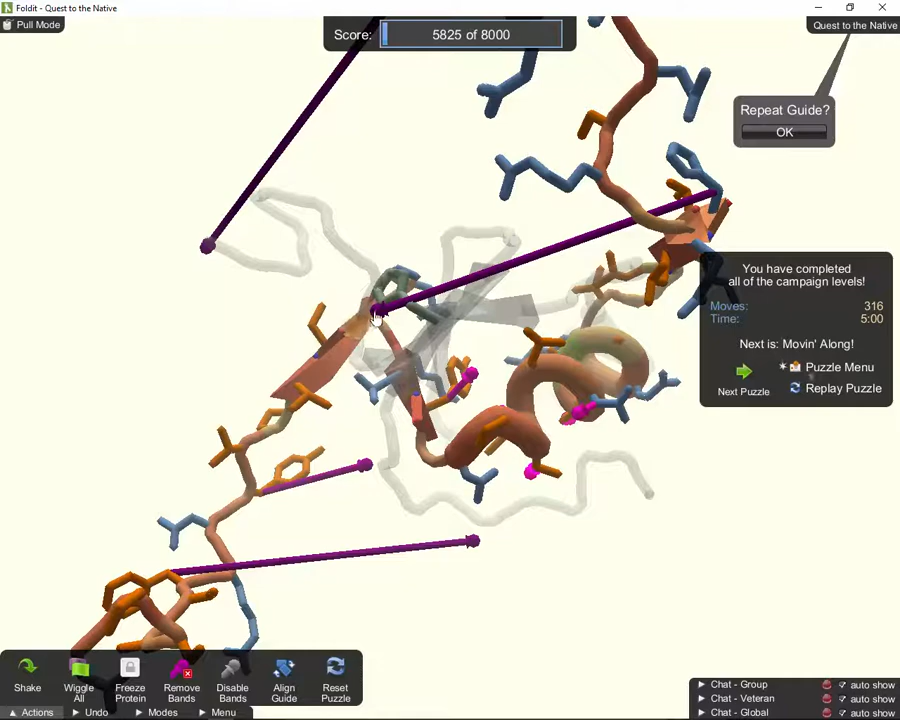 Foldit - Quest to the Native
Pull Mode
Score: 5825 of 8000
Quest to the Native
Repeat Guide?
OK
You have completed
all of the campaign levels!
Moves: 316
Time: 5:00
Next is: Movin' Along!
Puzzle Menu
Next Puzzle
Replay Puzzle
Shake
Wiggle All
Freeze Protein
Remove Bands
Disable Bands
Align Guide
Reset Puzzle
Actions
Undo
Modes
Menu
Chat - Group auto show
Chat - Veteran auto show
Chat - Global auto show